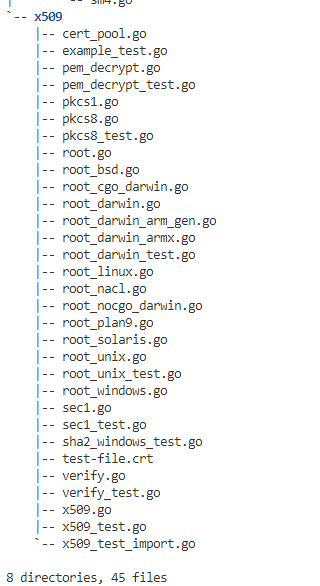 |   `-- sm4.go
`-- x509
    |-- cert_pool.go
    |-- example_test.go
    |-- pem_decrypt.go
    |-- pem_decrypt_test.go
    |-- pkcs1.go
    |-- pkcs8.go
    |-- pkcs8_test.go
    |-- root.go
    |-- root_bsd.go
    |-- root_cgo_darwin.go
    |-- root_darwin.go
    |-- root_darwin_arm_gen.go
    |-- root_darwin_armx.go
    |-- root_darwin_test.go
    |-- root_linux.go
    |-- root_nacl.go
    |-- root_nocgo_darwin.go
    |-- root_plan9.go
    |-- root_solaris.go
    |-- root_unix.go
    |-- root_unix_test.go
    |-- root_windows.go
    |-- sec1.go
    |-- sec1_test.go
    |-- sha2_windows_test.go
    |-- test-file.crt
    |-- verify.go
    |-- verify_test.go
    |-- x509.go
    |-- x509_test.go
    `-- x509_test_import.go

8 directories, 45 files